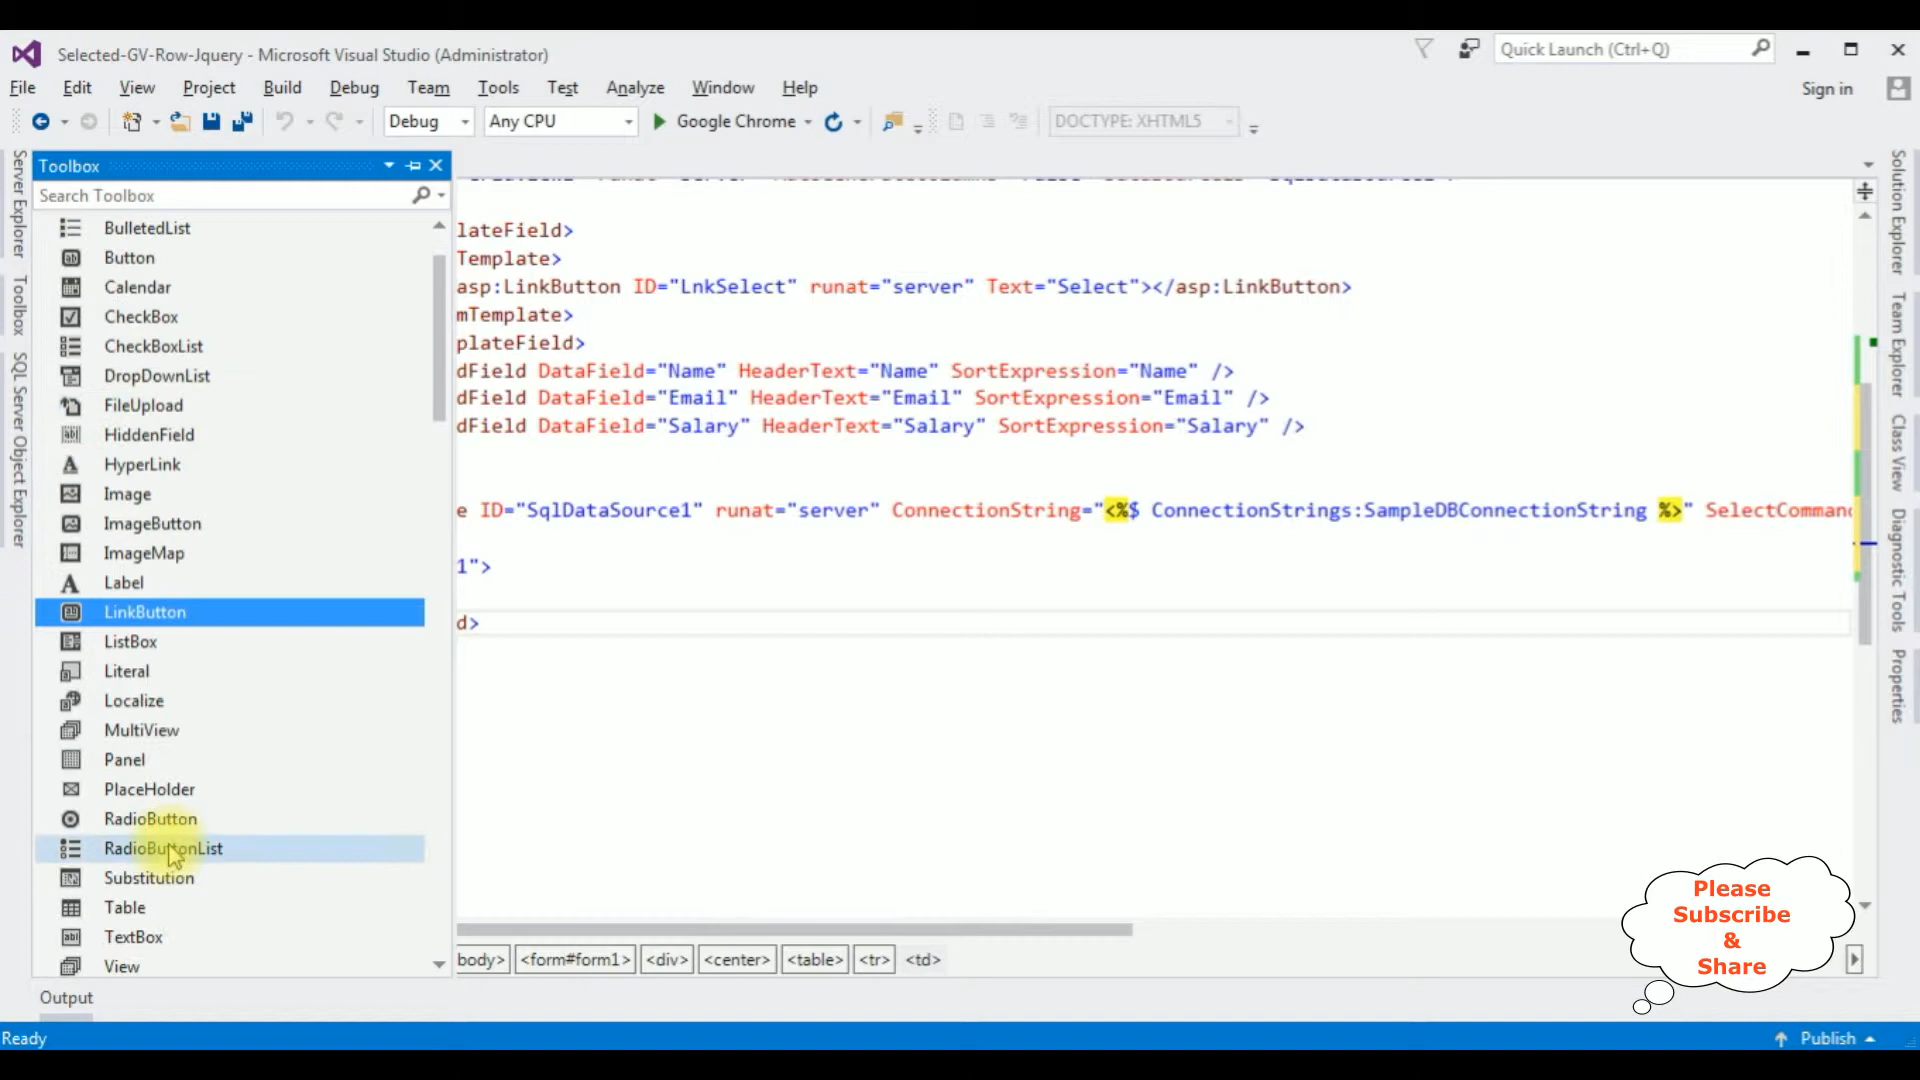 Selected-GV-Row-Jquery - Microsoft Visual Studio (Administrator)
Quick Launch (Ctrl+Q)
File Edit View Project Build Debug Team Tools Test Analyze Window Help
Sign in
Debug Any CPU Google Chrome DOCTYPE: XHTML5
Server Explorer
Toolbox
SQL Server Object Explorer
Toolbox
Search Toolbox
BulletedList
Button
Calendar
CheckBox
CheckBoxList
DropDownList
FileUpload
HiddenField
HyperLink
Image
ImageButton
ImageMap
Label
LinkButton
ListBox
Literal
Localize
MultiView
Panel
PlaceHolder
RadioButton
RadioButtonList
Substitution
Table
TextBox
View
lateField>
Template>
asp:LinkButton ID="LnkSelect" runat="server" Text="Select"></asp:LinkButton>
mTemplate>
plateField>
dField DataField="Name" HeaderText="Name" SortExpression="Name" />
dField DataField="Email" HeaderText="Email" SortExpression="Email" />
dField DataField="Salary" HeaderText="Salary" SortExpression="Salary" />
e ID="SqlDataSource1" runat="server" ConnectionString="<%$ ConnectionStrings:SampleDBConnectionString %>" SelectCommand
1">
d>
body> <form#form1> <div> <center> <table> <tr> <td>
Solution Explorer
Team Explorer
Class View
Diagnostic Tools
Properties
Please
Subscribe
&
Share
Output
Ready
Publish